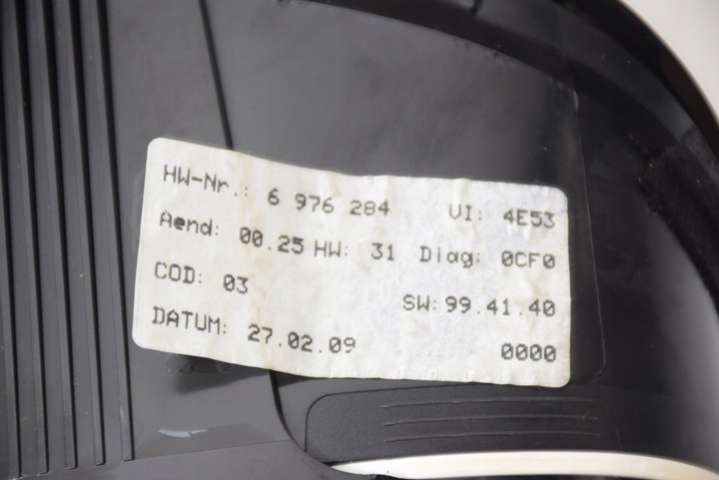 HW-Nr.: 6 976 284 VI: 4E53
Aend: 00.25 HW: 31 Diag: 0CF0
COD: 03 SW: 99.41.40
DATUM: 27.02.09 0000